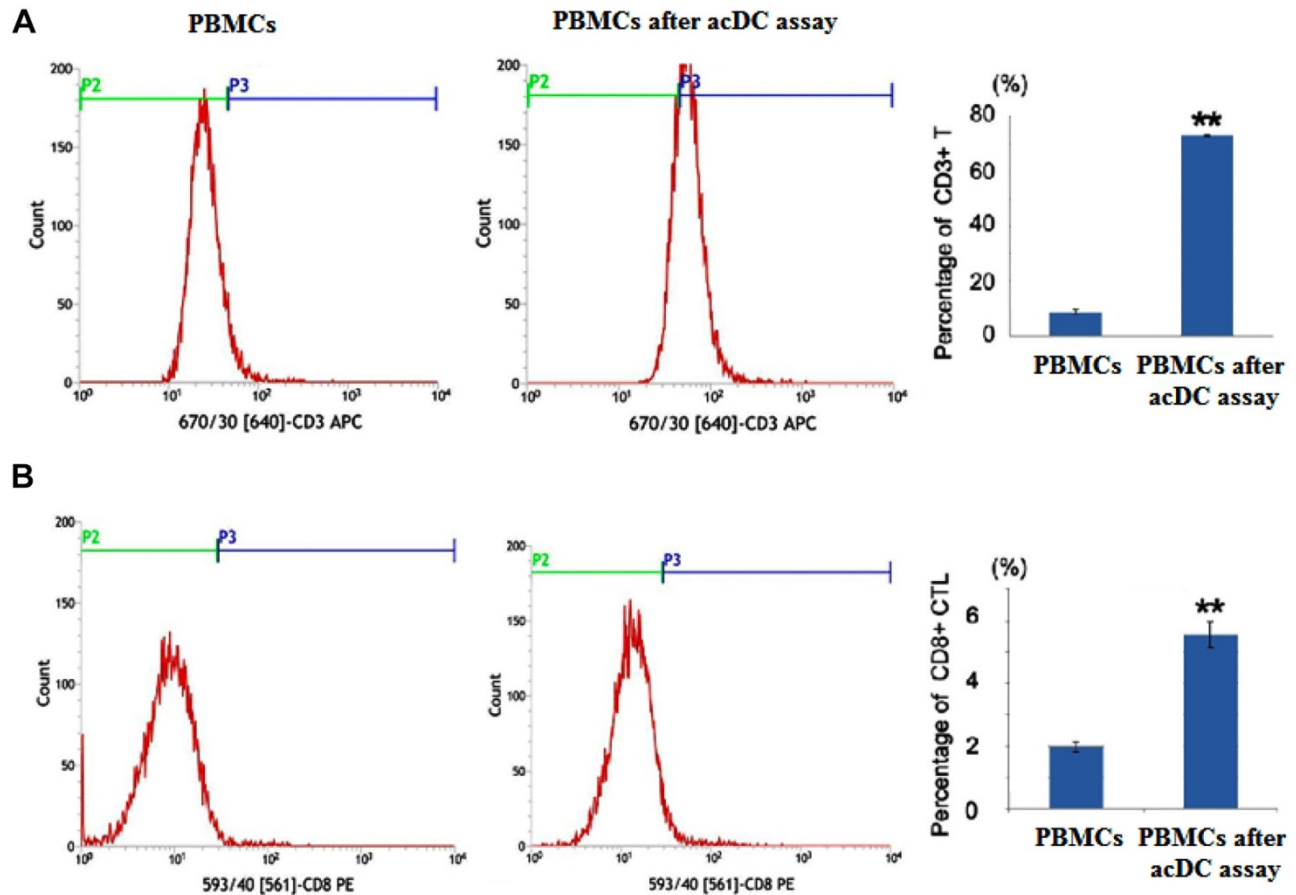 A
PBMCs
PBMCs after acDC assay
200
150
100
50
0
P2
P3
Count
10⁰ 10¹ 10² 10³ 10⁴
670/30 [640]-CD3 APC
200
150
100
50
0
P2
P3
Count
10⁰ 10¹ 10² 10³ 10⁴
670/30 [640]-CD3 APC
(%)
80
60
40
20
0
Percentage of CD3+ T
**
PBMCs
PBMCs after
acDC assay
B
200
150
100
50
0
P2
P3
Count
10⁰ 10¹ 10² 10³ 10⁴
593/40 [561]-CD8 PE
200
150
100
50
0
P2
P3
Count
10⁰ 10¹ 10² 10³ 10⁴
593/40 [561]-CD8 PE
(%)
6
4
2
0
Percentage of CD8+ CTL
**
PBMCs
PBMCs after
acDC assay